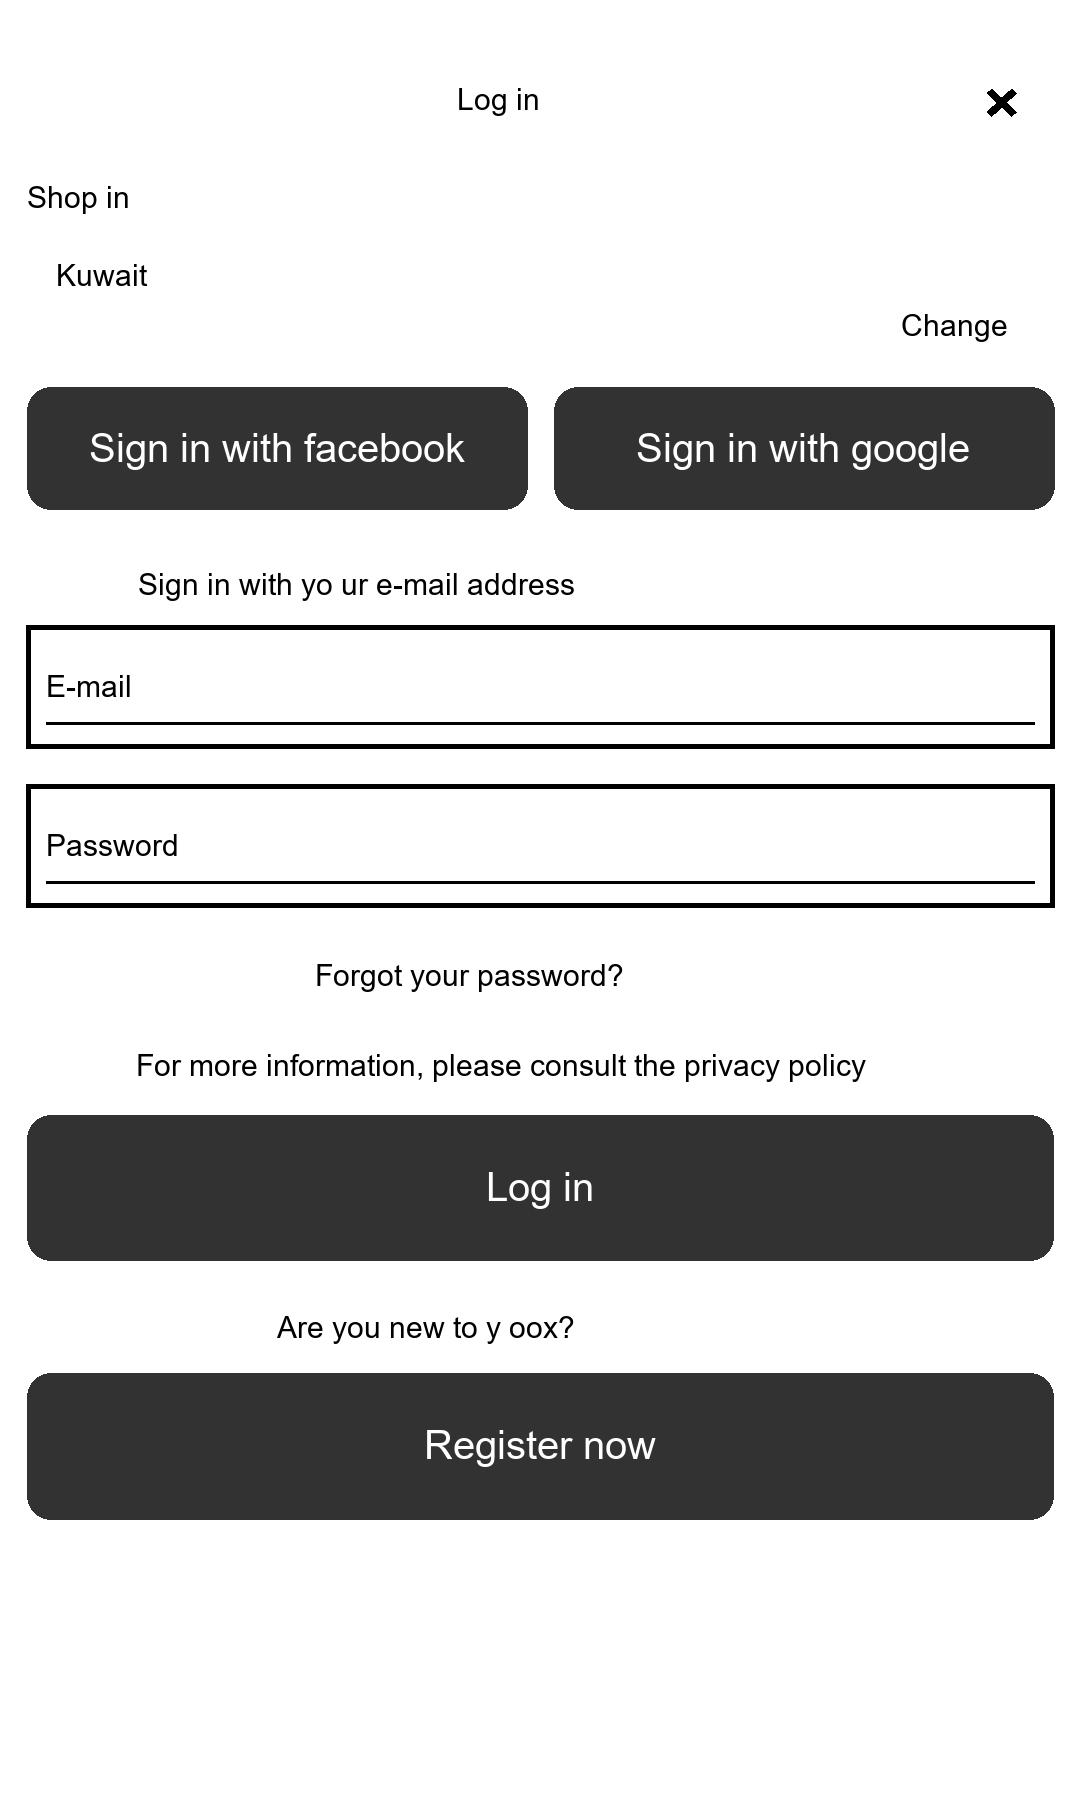 Log in
Shop in
Kuwait
Change
Sign in with facebook
Sign in with google
Sign in with yo ur e-mail address
E-mail
Password
Forgot your password?
For more information, please consult the privacy policy
Log in
Are you new to y oox?
Register now